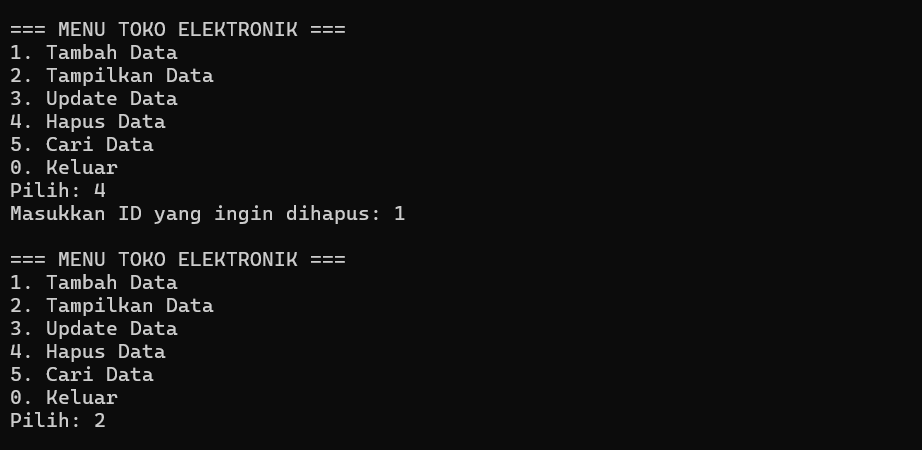 === MENU TOKO ELEKTRONIK ===
1. Tambah Data
2. Tampilkan Data
3. Update Data
4. Hapus Data
5. Cari Data
0. Keluar
Pilih: 4
Masukkan ID yang ingin dihapus: 1

=== MENU TOKO ELEKTRONIK ===
1. Tambah Data
2. Tampilkan Data
3. Update Data
4. Hapus Data
5. Cari Data
0. Keluar
Pilih: 2